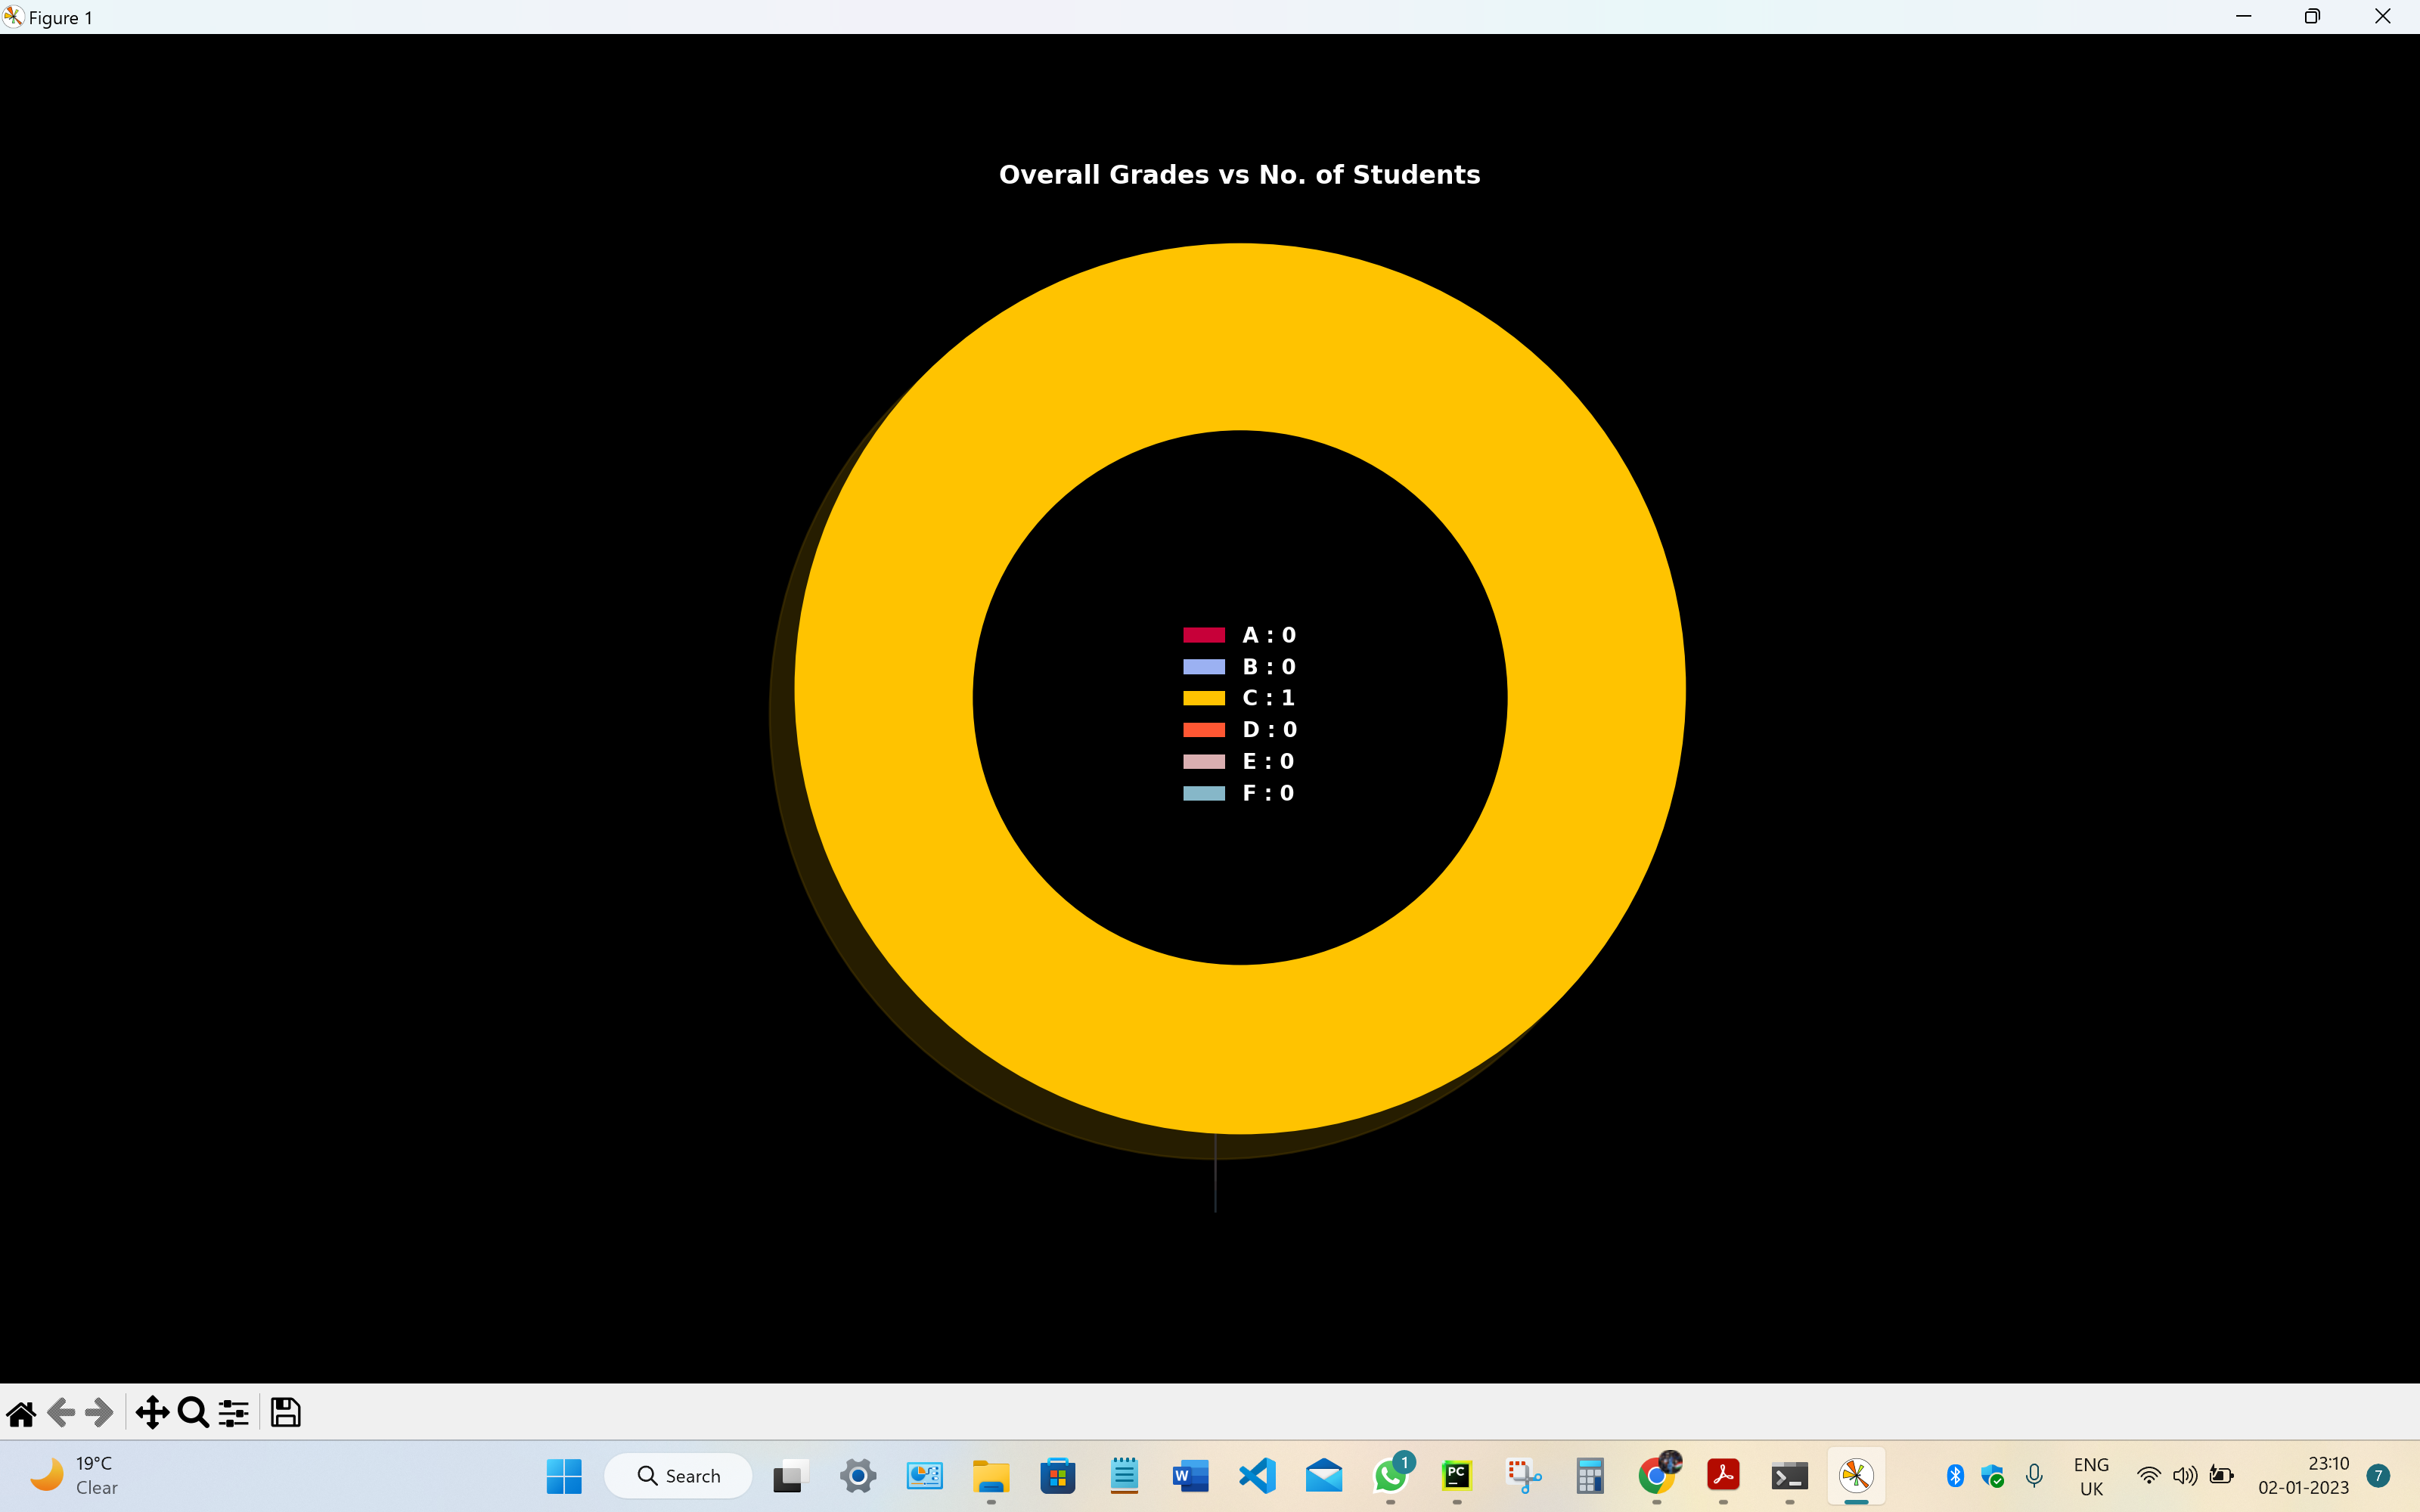 Figure 1
Overall Grades vs No. of Students
A : 0
B : 0
C : 1
D : 0
E : 0
F : 0
19°C
Clear
Search
W
1
PC
ENG
UK
23:10
02-01-2023
7